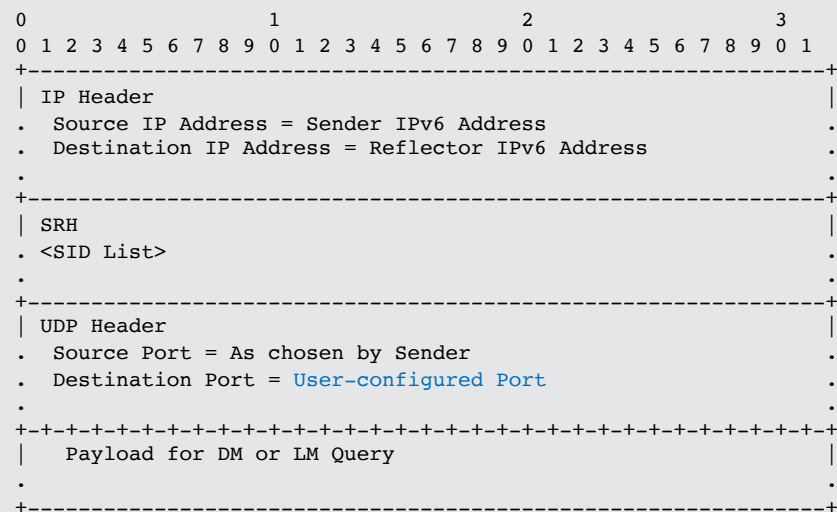 0                   1                   2                   3
0 1 2 3 4 5 6 7 8 9 0 1 2 3 4 5 6 7 8 9 0 1 2 3 4 5 6 7 8 9 0 1
+---------------------------------------------------------------+
| IP Header                                                     |
.  Source IP Address = Sender IPv6 Address                      .
.  Destination IP Address = Reflector IPv6 Address              .
.                                                               .
+---------------------------------------------------------------+
| SRH                                                           |
. <SID List>                                                    .
.                                                               .
+---------------------------------------------------------------+
| UDP Header                                                    |
.  Source Port = As chosen by Sender                            .
.  Destination Port = User-configured Port                      .
.                                                               .
+-+-+-+-+-+-+-+-+-+-+-+-+-+-+-+-+-+-+-+-+-+-+-+-+-+-+-+-+-+-+-+-+
|   Payload for DM or LM Query                                  |
.                                                               .
+---------------------------------------------------------------+